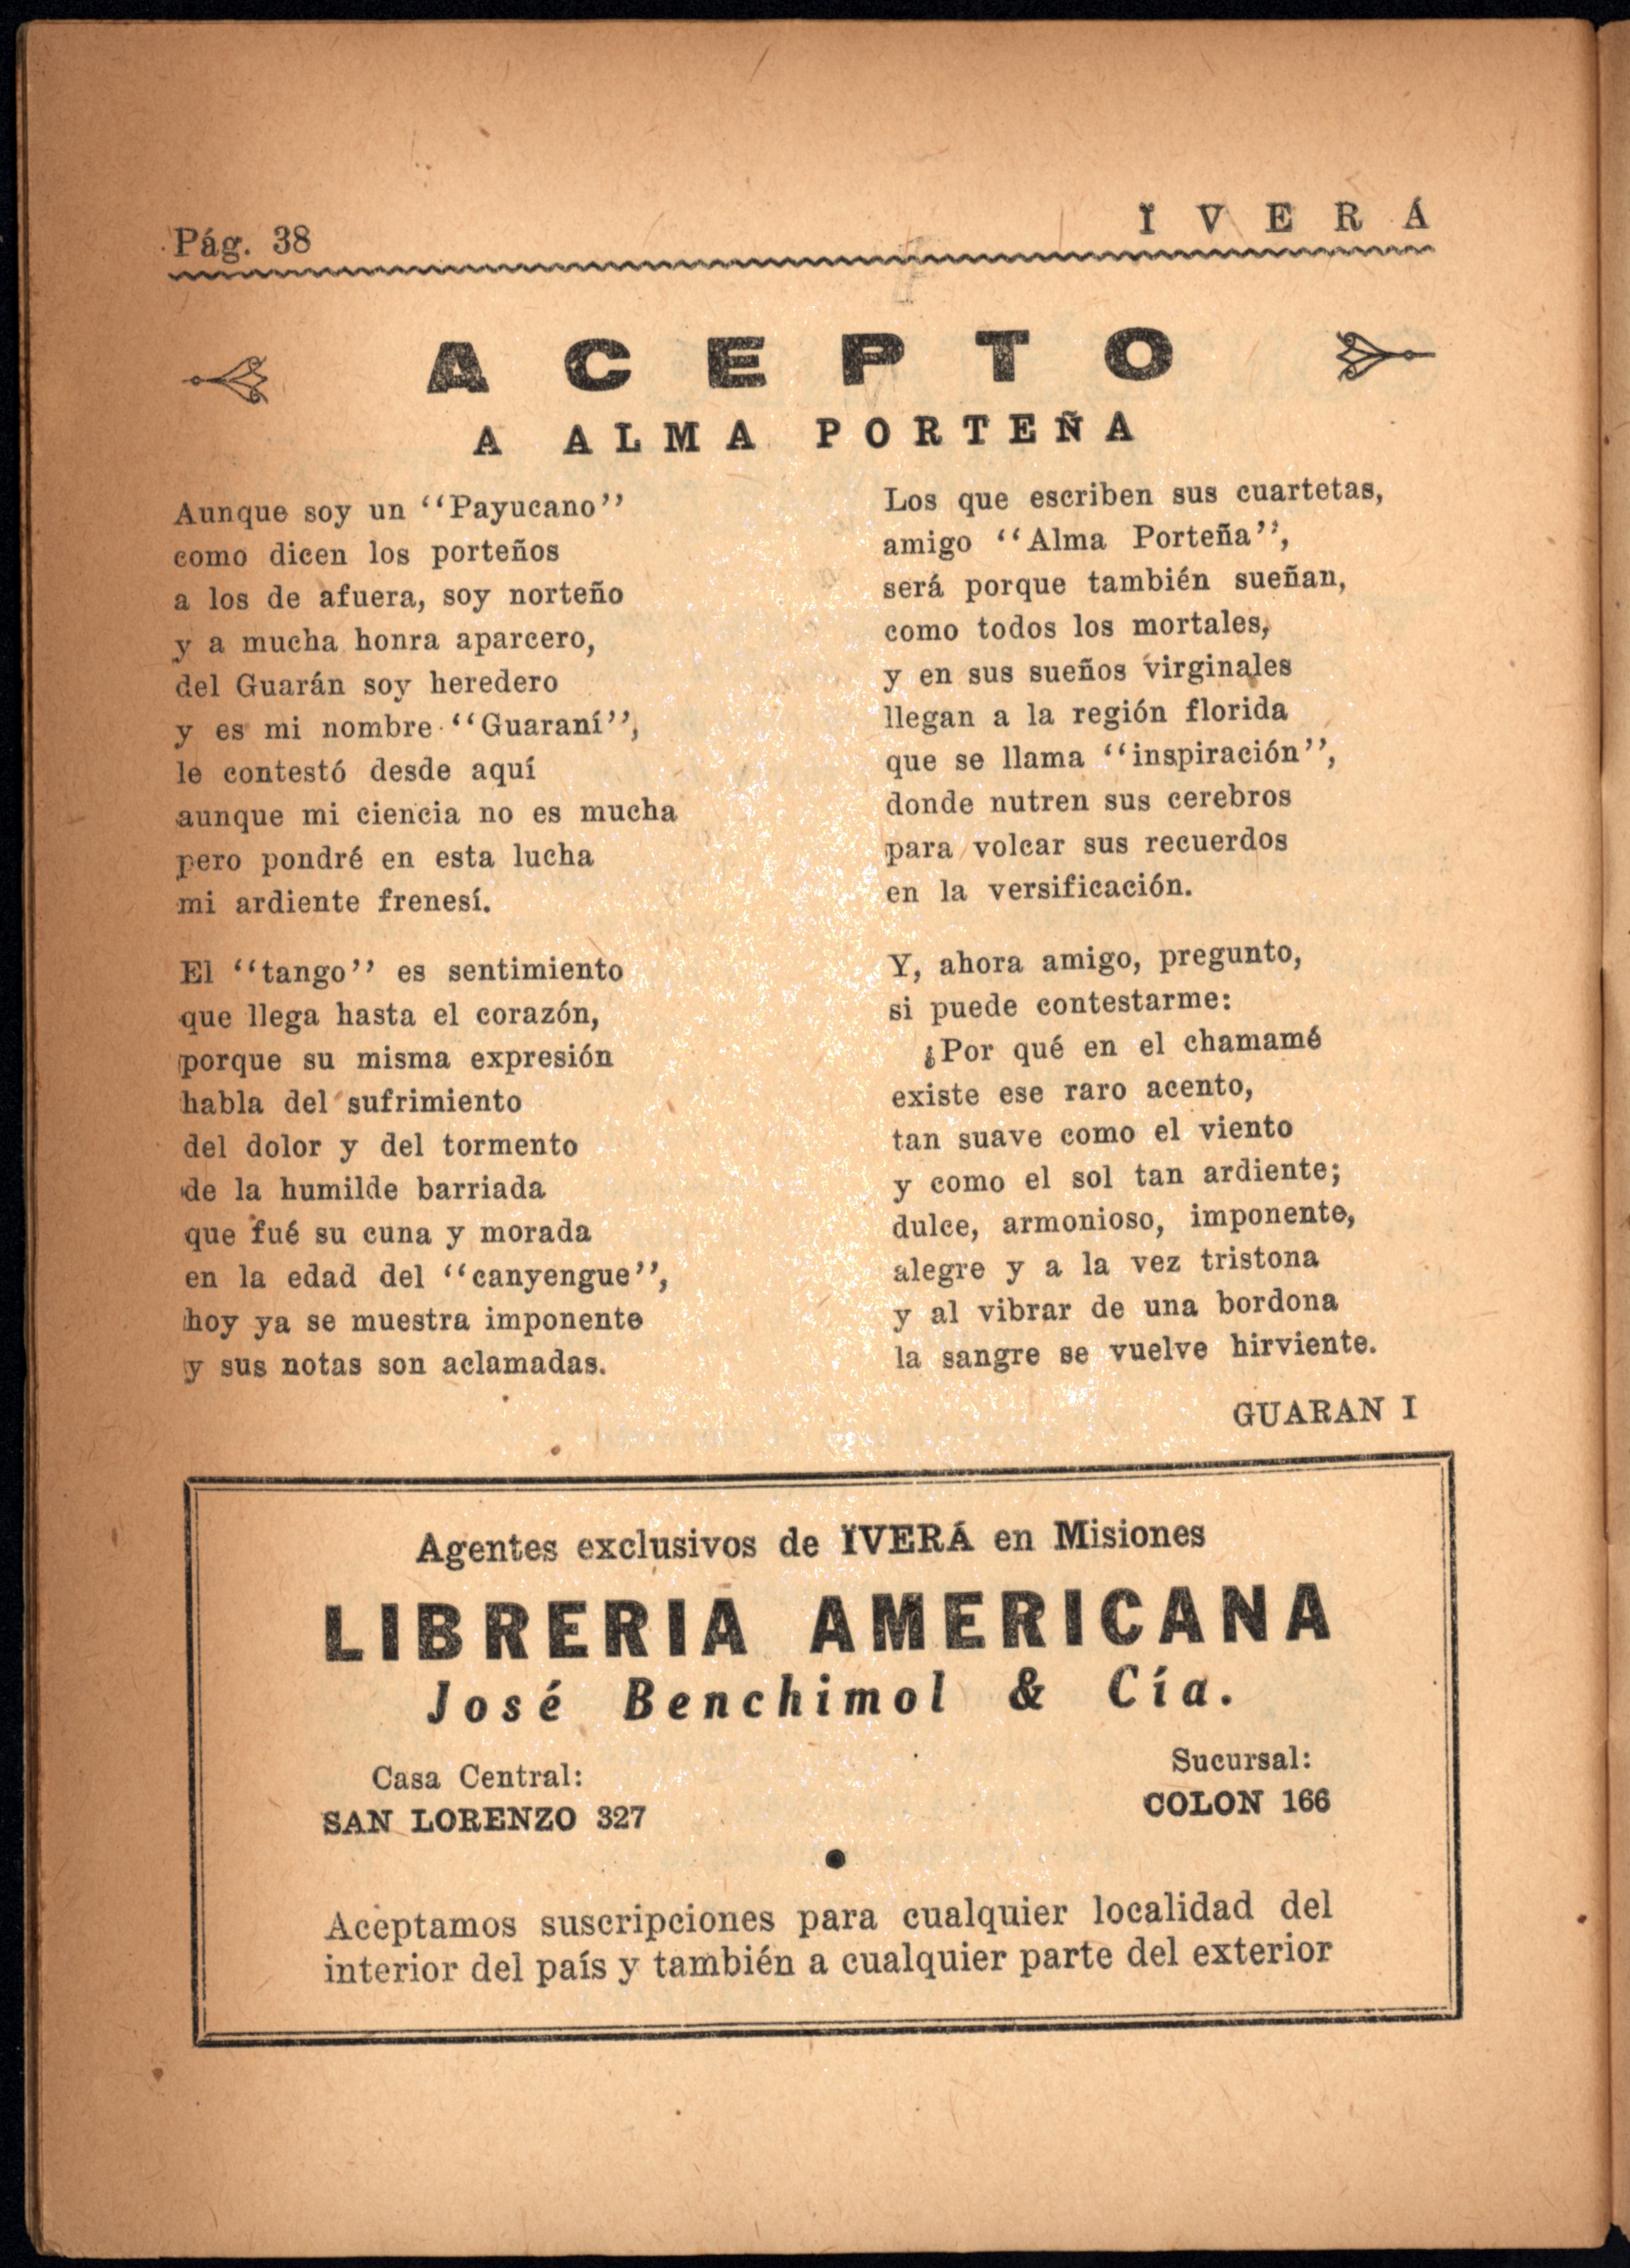 Pág. 38
ÏVERÁ
ACEPTO
A ALMA PORTEÑA
Aunque soy un "Payucano"
como dicen los porteños
a los de afuera, soy norteño
y a mucha honra aparcero,
del Guarán soy heredero
y es mi nombre "Guaraní",
le contestó desde aquí
aunque mi ciencia no es mucha
pero pondré en esta lucha
mi ardiente frenesí.
El "tango" es sentimiento
que llega hasta el corazón,
porque su misma expresión
habla del sufrimiento
del dolor y del tormento
de la humilde barriada
que fué su cuna y morada
en la edad del "canyengue",
hoy ya se muestra imponente
y sus notas son aclamadas.
Los que escriben sus cuartetas,
amigo "Alma Porteña",
será porque también sueñan,
como todos los mortales,
y en sus sueños virginales
llegan a la región florida
que se llama "inspiración",
donde nutren sus cerebros
para volcar sus recuerdos
en la versificación.
Y, ahora amigo, pregunto,
si puede contestarme:
¿Por qué en el chamamé
existe ese raro acento,
tan suave como el viento
y como el sol tan ardiente;
dulce, armonioso, imponente,
alegre y a la vez tristona
y al vibrar de una bordona
la sangre se vuelve hirviente.
GUARAN I
Agentes exclusivos de ÏVERÁ en Misiones
LIBRERIA AMERICANA
José Benchimol & Cía.
Casa Central:
SAN LORENZO 327
Sucursal:
COLON 166
Aceptamos suscripciones para cualquier localidad del
interior del país y también a cualquier parte del exterior